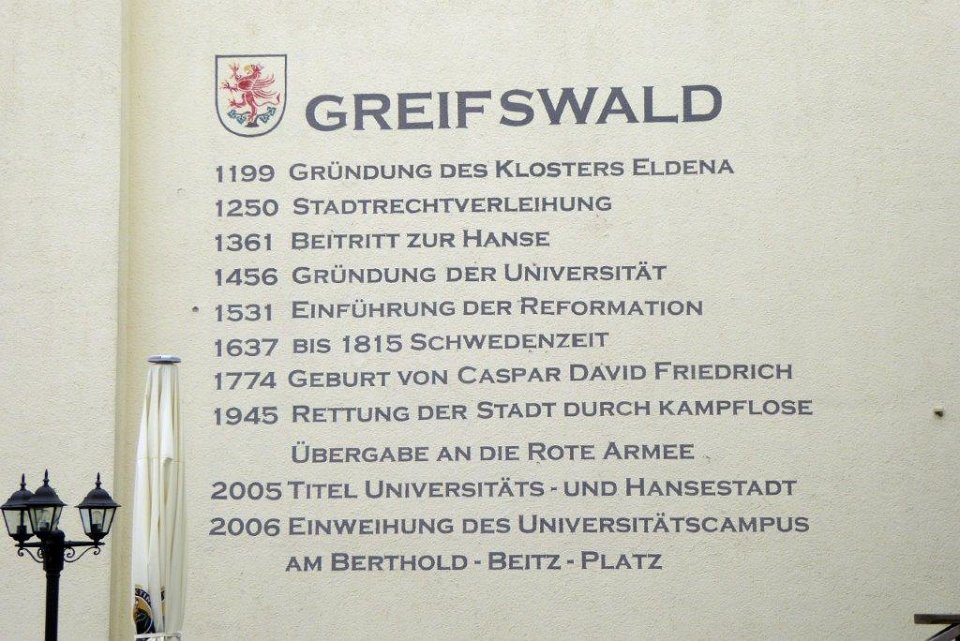 GREIFSWALD
1199 GRÜNDUNG DES KLOSTERS ELDENA
1250 STADTRECHTVERLEIHUNG
1361 BEITRITT ZUR HANSE
1456 GRÜNDUNG DER UNIVERSITÄT
1531 EINFÜHRUNG DER REFORMATION
1637 BIS 1815 SCHWEDENZEIT
1774 GEBURT VON CASPAR DAVID FRIEDRICH
1945 RETTUNG DER STADT DURCH KAMPFLOSE
ÜBERGABE AN DIE ROTE ARMEE
2005 TITEL UNIVERSITÄTS - UND HANSESTADT
2006 EINWEIHUNG DES UNIVERSITÄTSCAMPUS
AM BERTHOLD - BEITZ - PLATZ